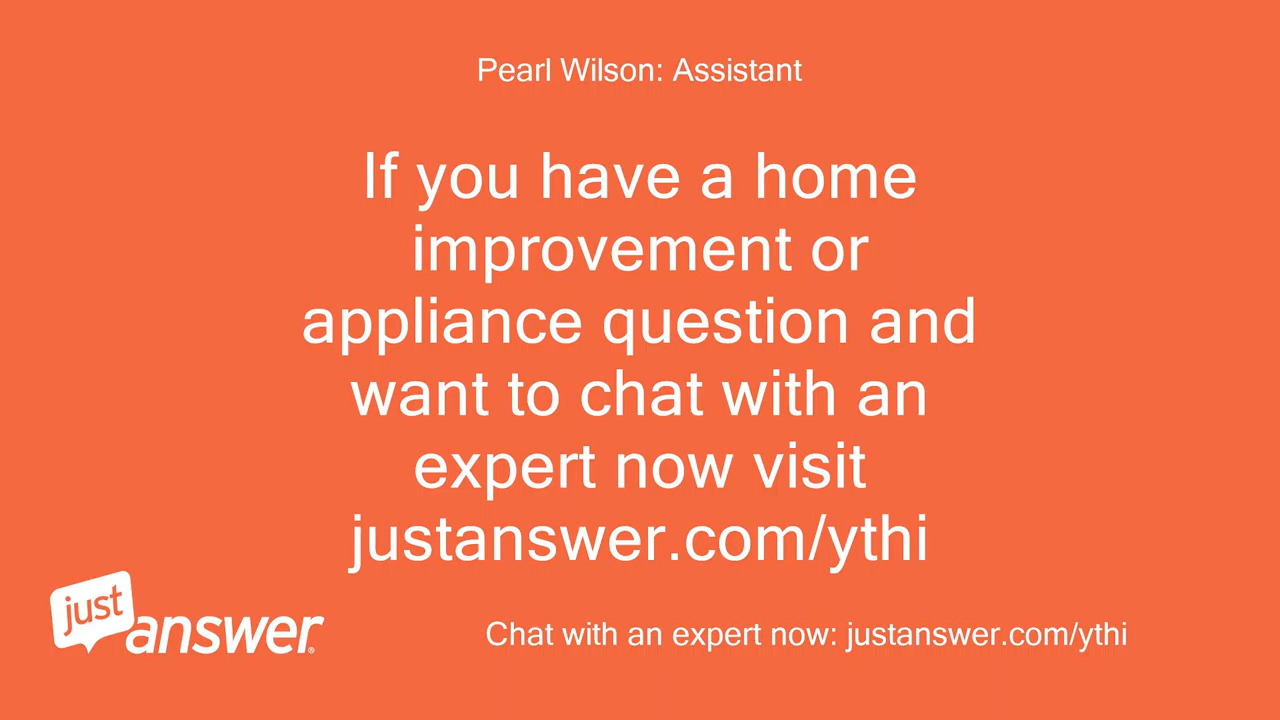 Pearl Wilson: Assistant
If you have a home
improvement or
appliance question and
want to chat with an
expert now visit
justanswer.com/ythi
just
answer®
Chat with an expert now: justanswer.com/ythi